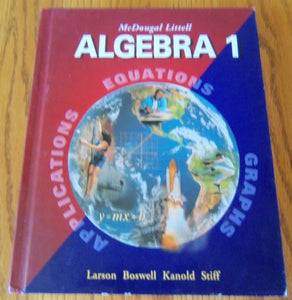 McDougal Littell
ALGEBRA 1
APPLICATIONS
EQUATIONS
GRAPHS
y=mx+b
Larson Boswell Kanold Stiff